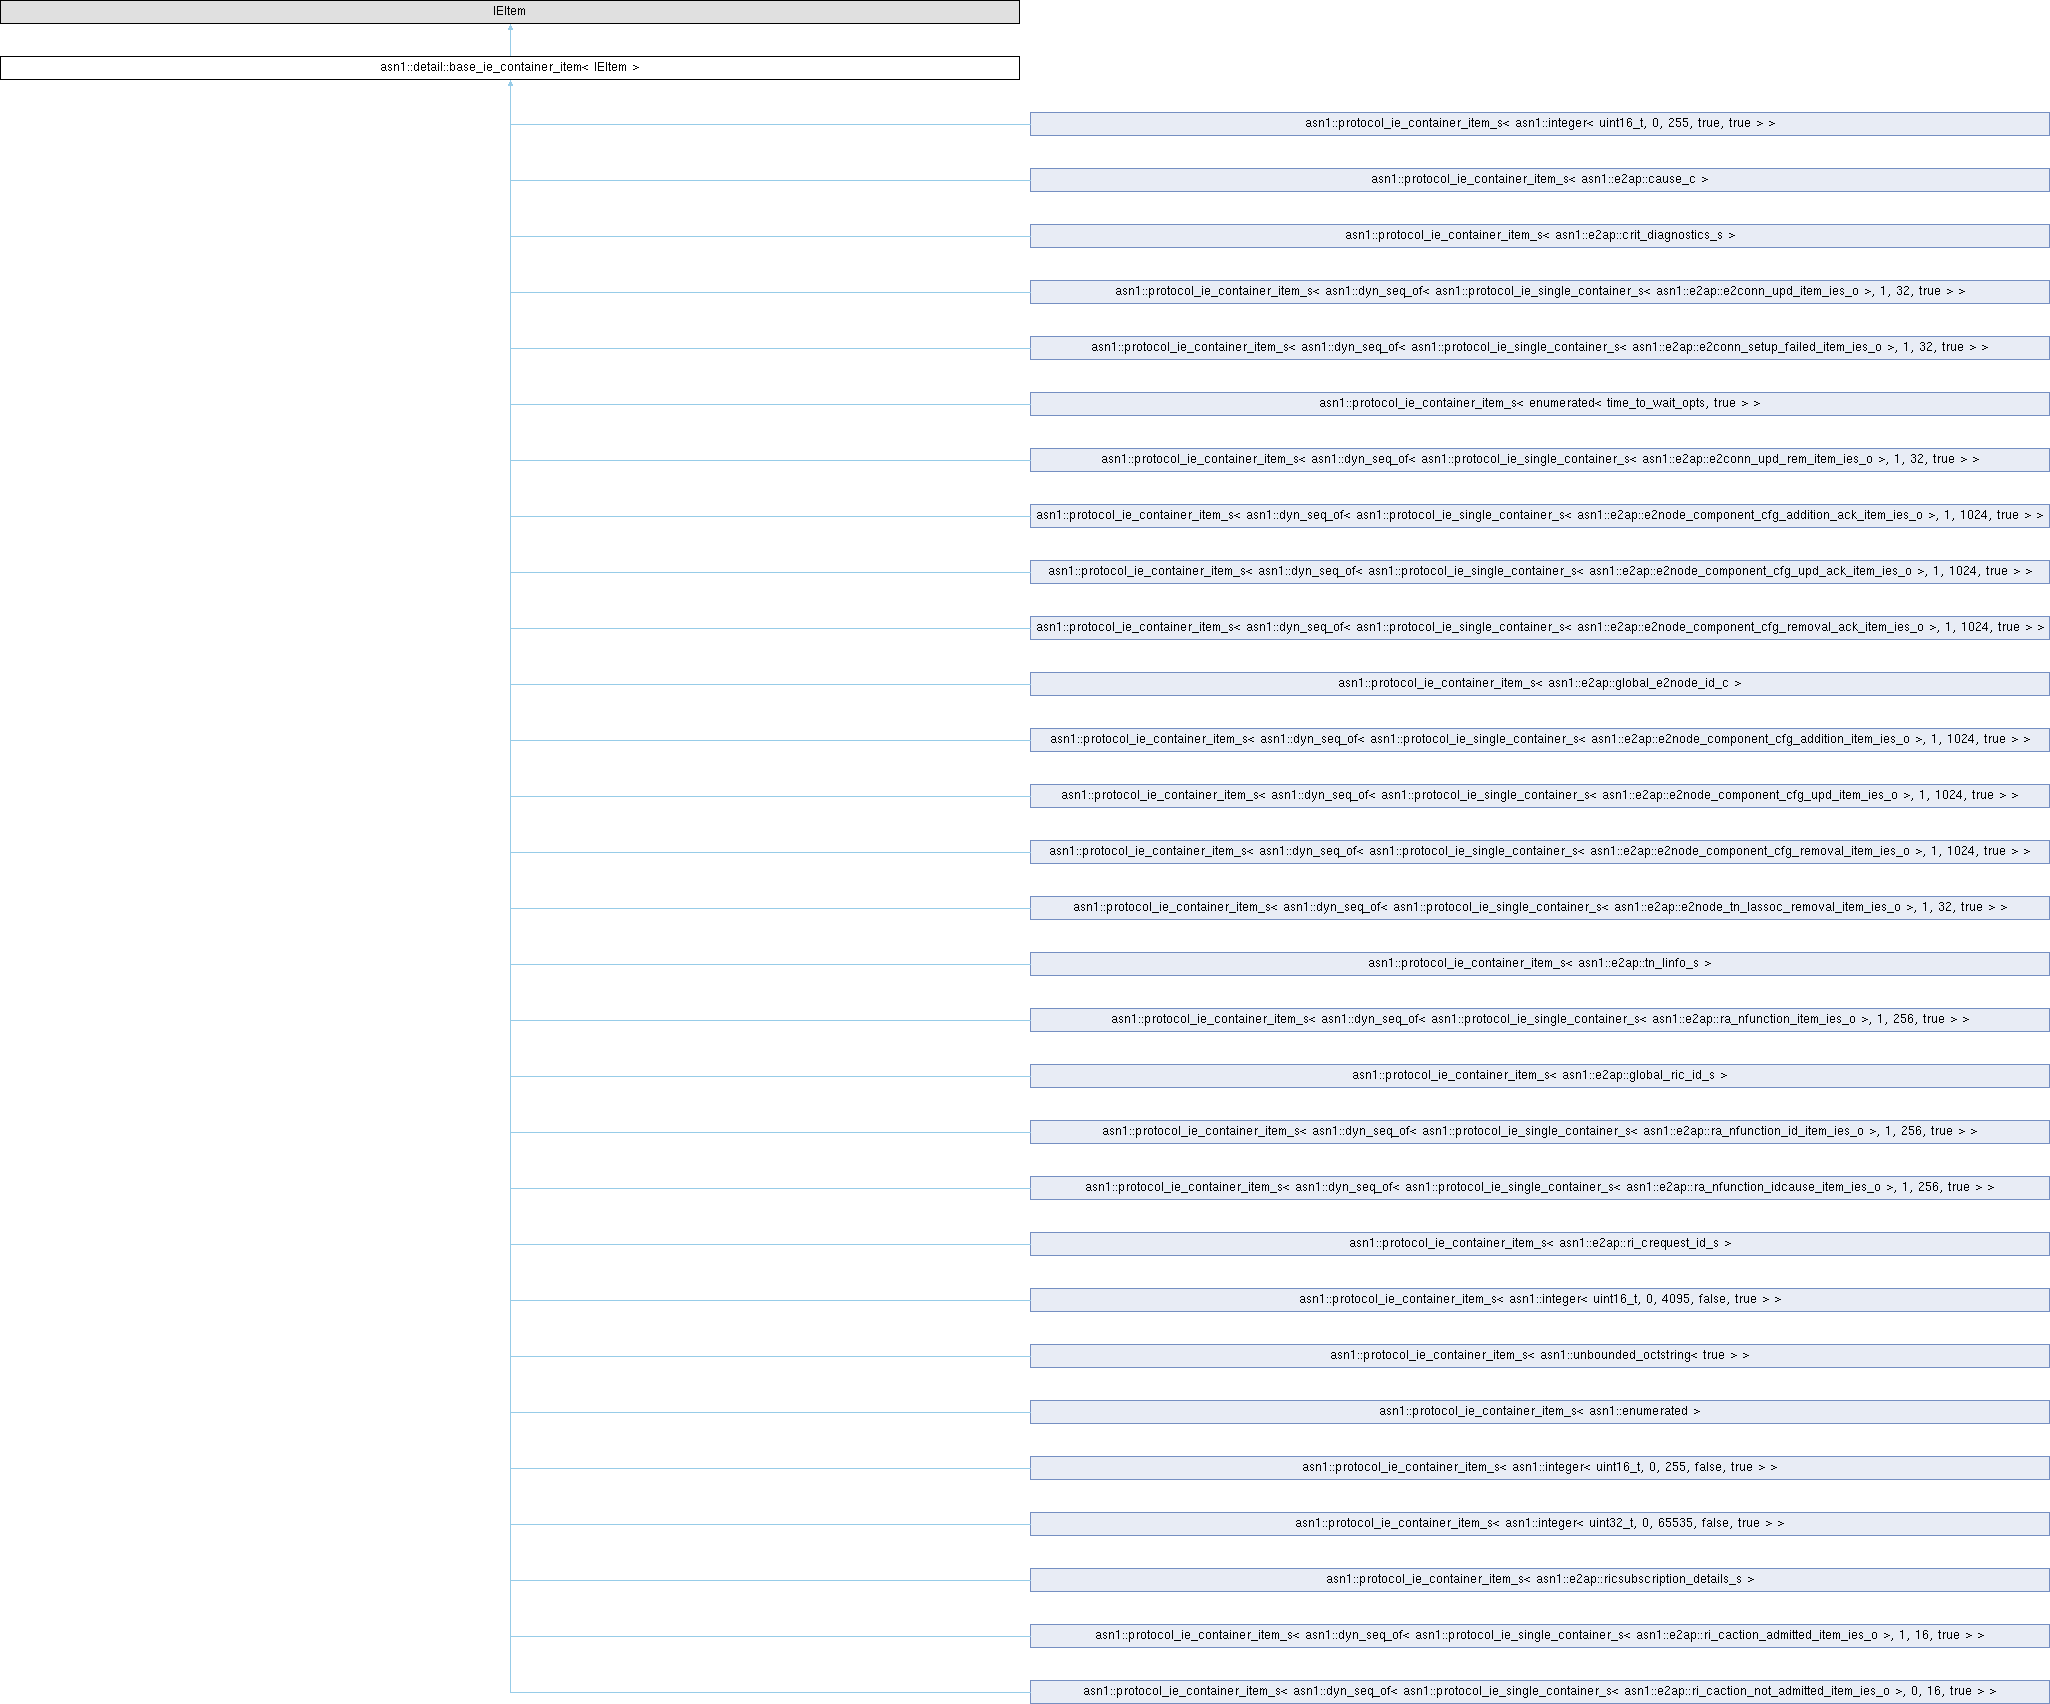 IEItem
asn1::detail::base_ie_container_item< IEItem >
asn1::protocol_ie_container_item_s< asn1::integer< uint16_t, 0, 255, true, true > >
asn1::protocol_ie_container_item_s< asn1::e2ap::cause_c >
asn1::protocol_ie_container_item_s< asn1::e2ap::crit_diagnostics_s >
asn1::protocol_ie_container_item_s< asn1::dyn_seq_of< asn1::protocol_ie_single_container_s< asn1::e2ap::e2conn_upd_item_ies_o >, 1, 32, true > >
asn1::protocol_ie_container_item_s< asn1::dyn_seq_of< asn1::protocol_ie_single_container_s< asn1::e2ap::e2conn_setup_failed_item_ies_o >, 1, 32, true > >
asn1::protocol_ie_container_item_s< enumerated< time_to_wait_opts, true > >
asn1::protocol_ie_container_item_s< asn1::dyn_seq_of< asn1::protocol_ie_single_container_s< asn1::e2ap::e2conn_upd_rem_item_ies_o >, 1, 32, true > >
asn1::protocol_ie_container_item_s< asn1::dyn_seq_of< asn1::protocol_ie_single_container_s< asn1::e2ap::e2node_component_cfg_addition_ack_item_ies_o >, 1, 1024, true > >
asn1::protocol_ie_container_item_s< asn1::dyn_seq_of< asn1::protocol_ie_single_container_s< asn1::e2ap::e2node_component_cfg_upd_ack_item_ies_o >, 1, 1024, true > >
asn1::protocol_ie_container_item_s< asn1::dyn_seq_of< asn1::protocol_ie_single_container_s< asn1::e2ap::e2node_component_cfg_removal_ack_item_ies_o >, 1, 1024, true > >
asn1::protocol_ie_container_item_s< asn1::e2ap::global_e2node_id_c >
asn1::protocol_ie_container_item_s< asn1::dyn_seq_of< asn1::protocol_ie_single_container_s< asn1::e2ap::e2node_component_cfg_addition_item_ies_o >, 1, 1024, true > >
asn1::protocol_ie_container_item_s< asn1::dyn_seq_of< asn1::protocol_ie_single_container_s< asn1::e2ap::e2node_component_cfg_upd_item_ies_o >, 1, 1024, true > >
asn1::protocol_ie_container_item_s< asn1::dyn_seq_of< asn1::protocol_ie_single_container_s< asn1::e2ap::e2node_component_cfg_removal_item_ies_o >, 1, 1024, true > >
asn1::protocol_ie_container_item_s< asn1::dyn_seq_of< asn1::protocol_ie_single_container_s< asn1::e2ap::e2node_tn_lassoc_removal_item_ies_o >, 1, 32, true > >
asn1::protocol_ie_container_item_s< asn1::e2ap::tn_linfo_s >
asn1::protocol_ie_container_item_s< asn1::dyn_seq_of< asn1::protocol_ie_single_container_s< asn1::e2ap::ra_nfunction_item_ies_o >, 1, 256, true > >
asn1::protocol_ie_container_item_s< asn1::e2ap::global_ric_id_s >
asn1::protocol_ie_container_item_s< asn1::dyn_seq_of< asn1::protocol_ie_single_container_s< asn1::e2ap::ra_nfunction_id_item_ies_o >, 1, 256, true > >
asn1::protocol_ie_container_item_s< asn1::dyn_seq_of< asn1::protocol_ie_single_container_s< asn1::e2ap::ra_nfunction_idcause_item_ies_o >, 1, 256, true > >
asn1::protocol_ie_container_item_s< asn1::e2ap::ri_crequest_id_s >
asn1::protocol_ie_container_item_s< asn1::integer< uint16_t, 0, 4095, false, true > >
asn1::protocol_ie_container_item_s< asn1::unbounded_octstring< true > >
asn1::protocol_ie_container_item_s< asn1::enumerated >
asn1::protocol_ie_container_item_s< asn1::integer< uint16_t, 0, 255, false, true > >
asn1::protocol_ie_container_item_s< asn1::integer< uint32_t, 0, 65535, false, true > >
asn1::protocol_ie_container_item_s< asn1::e2ap::ricsubscription_details_s >
asn1::protocol_ie_container_item_s< asn1::dyn_seq_of< asn1::protocol_ie_single_container_s< asn1::e2ap::ri_caction_admitted_item_ies_o >, 1, 16, true > >
asn1::protocol_ie_container_item_s< asn1::dyn_seq_of< asn1::protocol_ie_single_container_s< asn1::e2ap::ri_caction_not_admitted_item_ies_o >, 0, 16, true > >